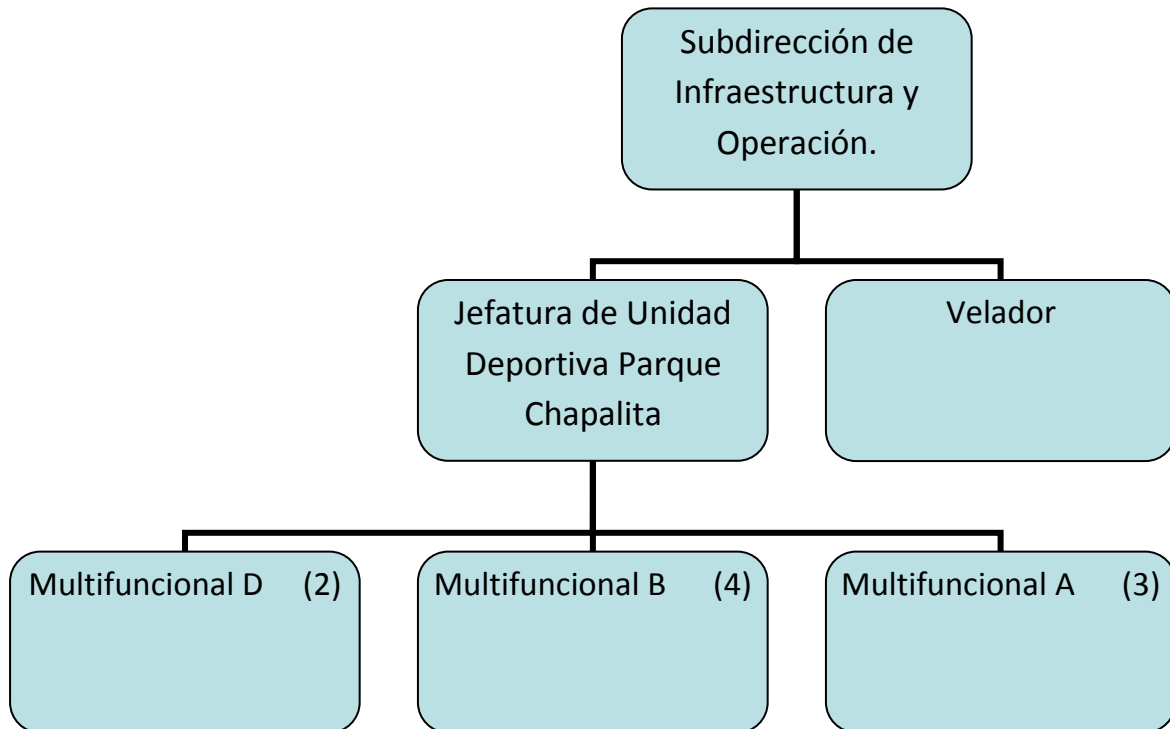 Subdirección de
Infraestructura y
Operación.
Jefatura de Unidad
Deportiva Parque
Chapalita
Velador
Multifuncional D (2)
Multifuncional B (4)
Multifuncional A (3)